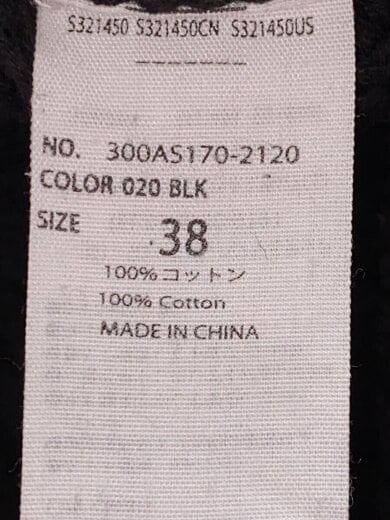 S321450 S321450CN S321450US
-------
NO. 300AS170-2120
COLOR 020 BLK
SIZE 38
100%コットン
100% Cotton
MADE IN CHINA